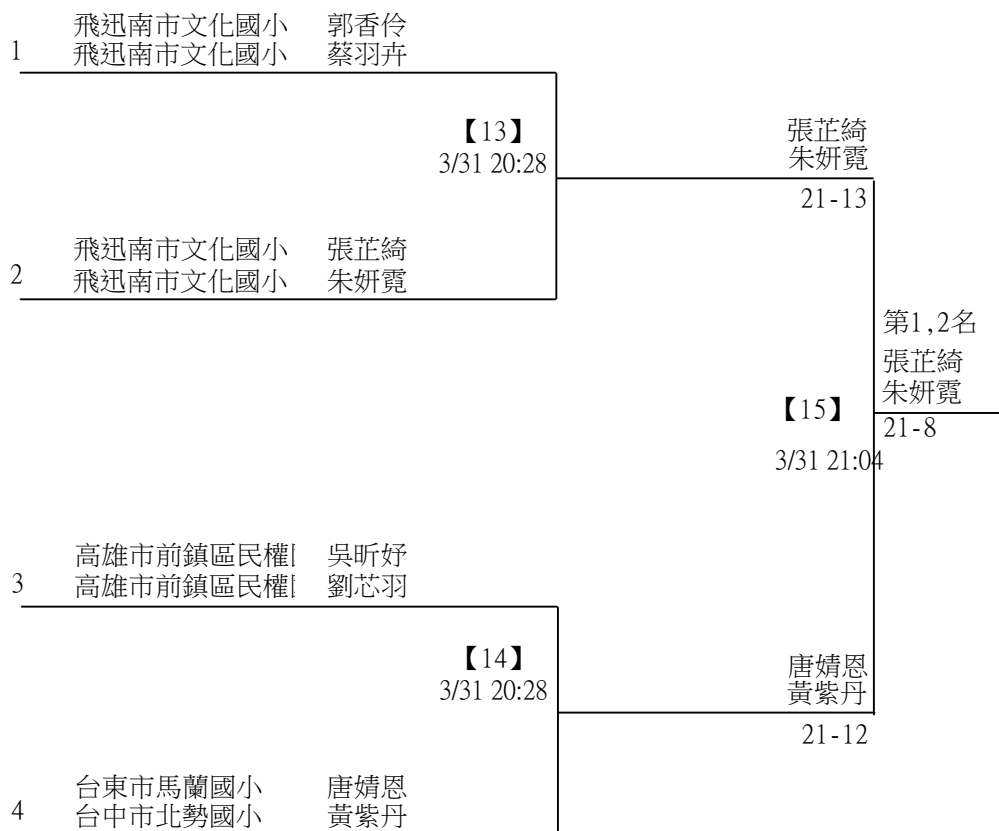 飛迅南市文化國小 郭香伶
1 飛迅南市文化國小 蔡羽卉
【13】
3/31 20:28
張芷綺
朱妍霓
21-13
飛迅南市文化國小 張芷綺
2 飛迅南市文化國小 朱妍霓
第1,2名
張芷綺
朱妍霓
【15】
21-8
3/31 21:04
高雄市前鎮區民權 吳昕妤
3 高雄市前鎮區民權 劉芯羽
【14】
3/31 20:28
唐婧恩
黃紫丹
21-12
台東市馬蘭國小 唐婧恩
4 台中市北勢國小 黃紫丹